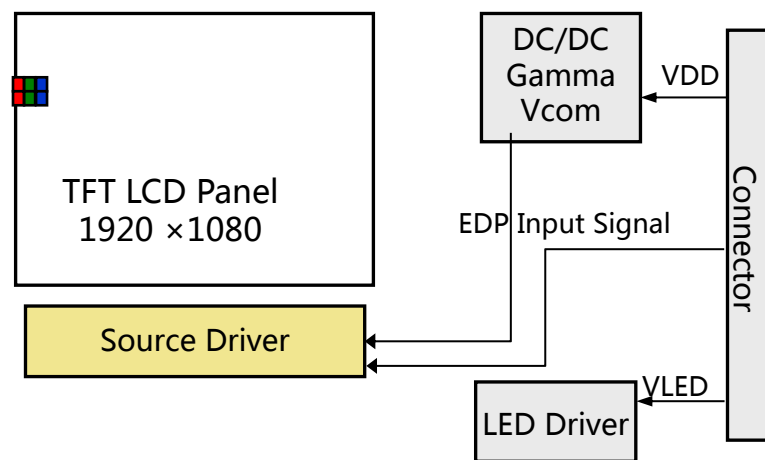 DC/DC
Gamma
Vcom
VDD
TFT LCD Panel
1920 ×1080
EDP Input Signal
Connector
Source Driver
VLED
LED Driver